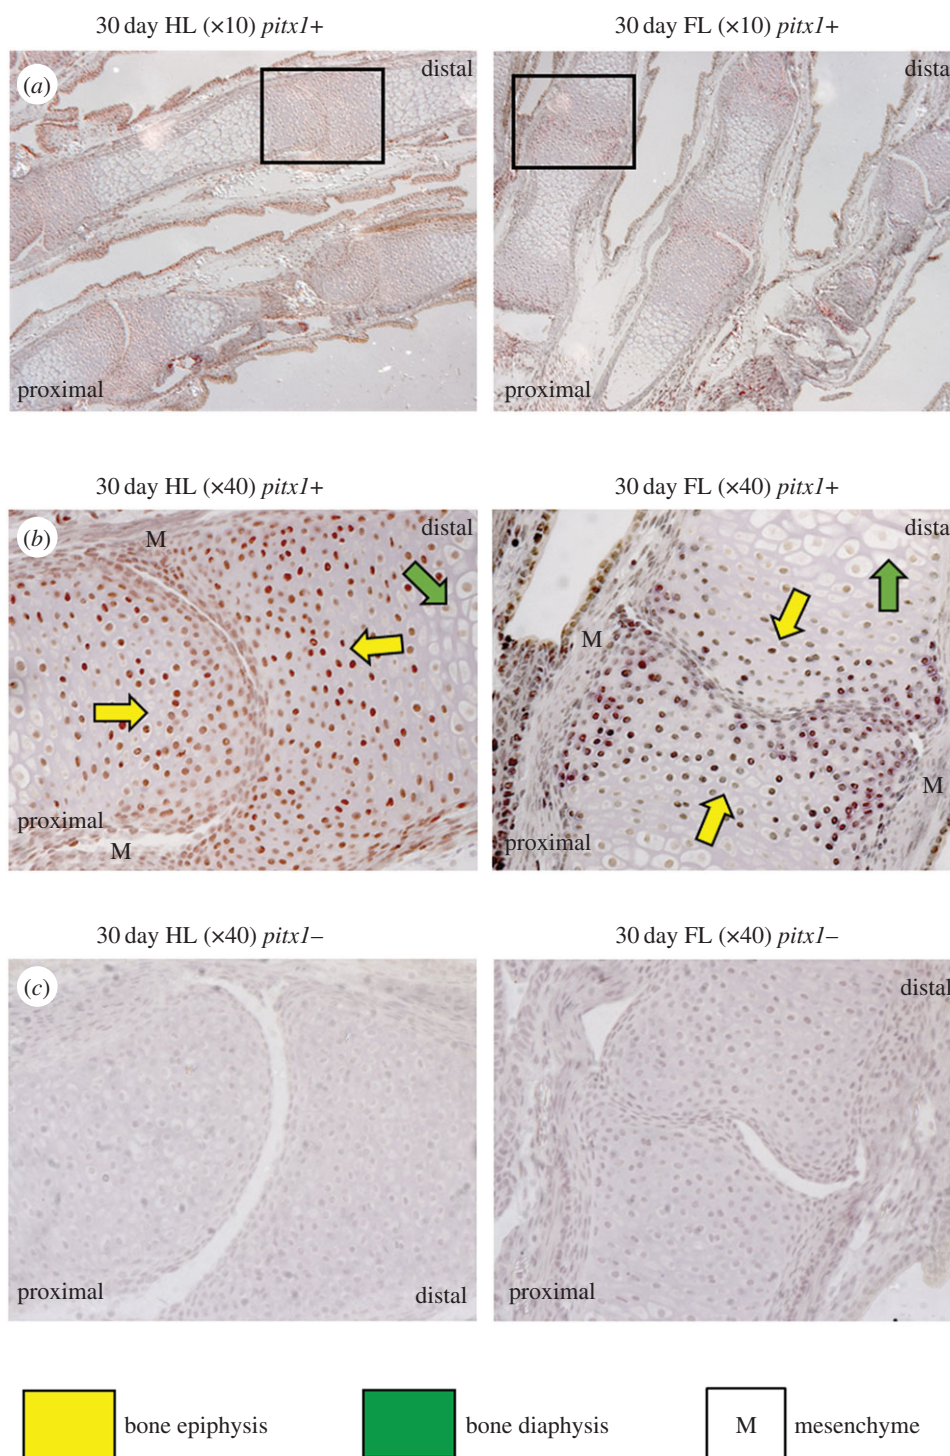 30 day HL (×10) pitx1+
30 day FL (×10) pitx1+
(a)
distal
dista
proximal
proximal
30 day HL (×40) pitx1+
30 day FL (×40) pitx1+
(b)
M
distal
dista
M
proximal
M
M
proximal
30 day HL (×40) pitx1–
30 day FL (×40) pitx1–
(c)
distal
proximal
distal
proximal
bone epiphysis
bone diaphysis
M
mesenchyme